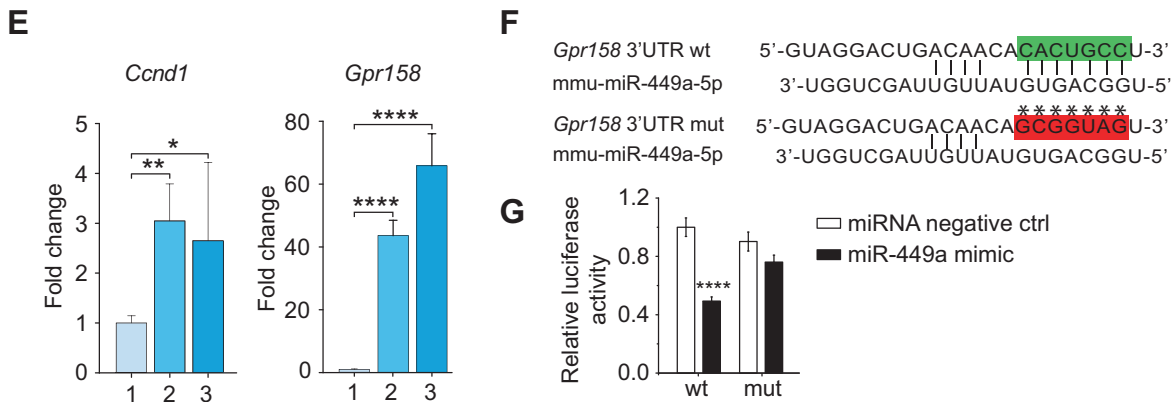 E
Ccnd1
Gpr158
Fold change
5
4
3
2
1
0
*
**
1 2 3
Fold change
80
60
40
20
0
****
****
1 2 3
F
Gpr158 3'UTR wt 5'-GUAGGACUGACAACACACUGCCU-3'
mmu-miR-449a-5p 3'-UGGUCGAUUGUUAUGUGACGGU-5'
*******
Gpr158 3'UTR mut 5'-GUAGGACUGACAACAGCGGUAGU-3'
mmu-miR-449a-5p 3'-UGGUCGAUUGUUAUGUGACGGU-5'
G
Relative luciferase
activity
1.2
0.8
0.4
0.0
****
wt mut
miRNA negative ctrl
miR-449a mimic